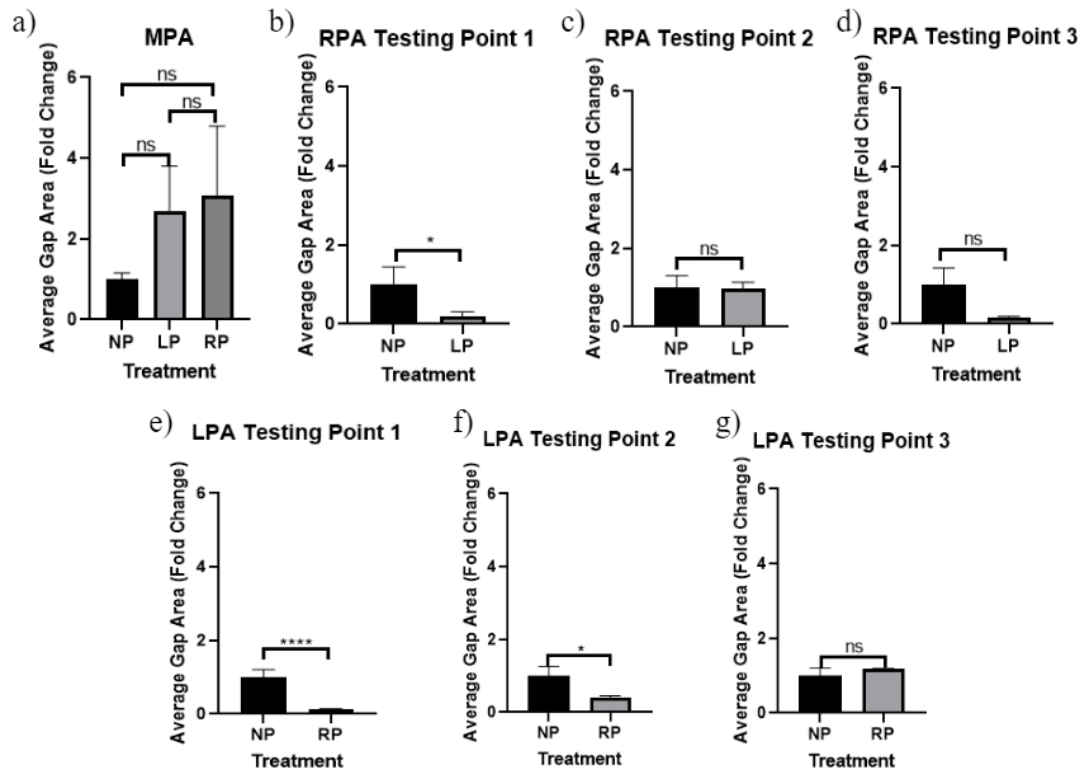 a)
MPA
Average Gap Area (Fold Change)
6
4
2
0
ns
ns
ns
NP LP RP
Treatment
b)
RPA Testing Point 1
Average Gap Area (Fold Change)
6
4
2
0
*
NP LP
Treatment
c)
RPA Testing Point 2
Average Gap Area (Fold Change)
6
4
2
0
ns
NP LP
Treatment
d)
RPA Testing Point 3
Average Gap Area (Fold Change)
6
4
2
0
ns
NP LP
Treatment
e)
LPA Testing Point 1
Average Gap Area (Fold Change)
6
4
2
0
****
NP RP
Treatment
f)
LPA Testing Point 2
Average Gap Area (Fold Change)
6
4
2
0
*
NP RP
Treatment
g)
LPA Testing Point 3
Average Gap Area (Fold Change)
6
4
2
0
ns
NP RP
Treatment